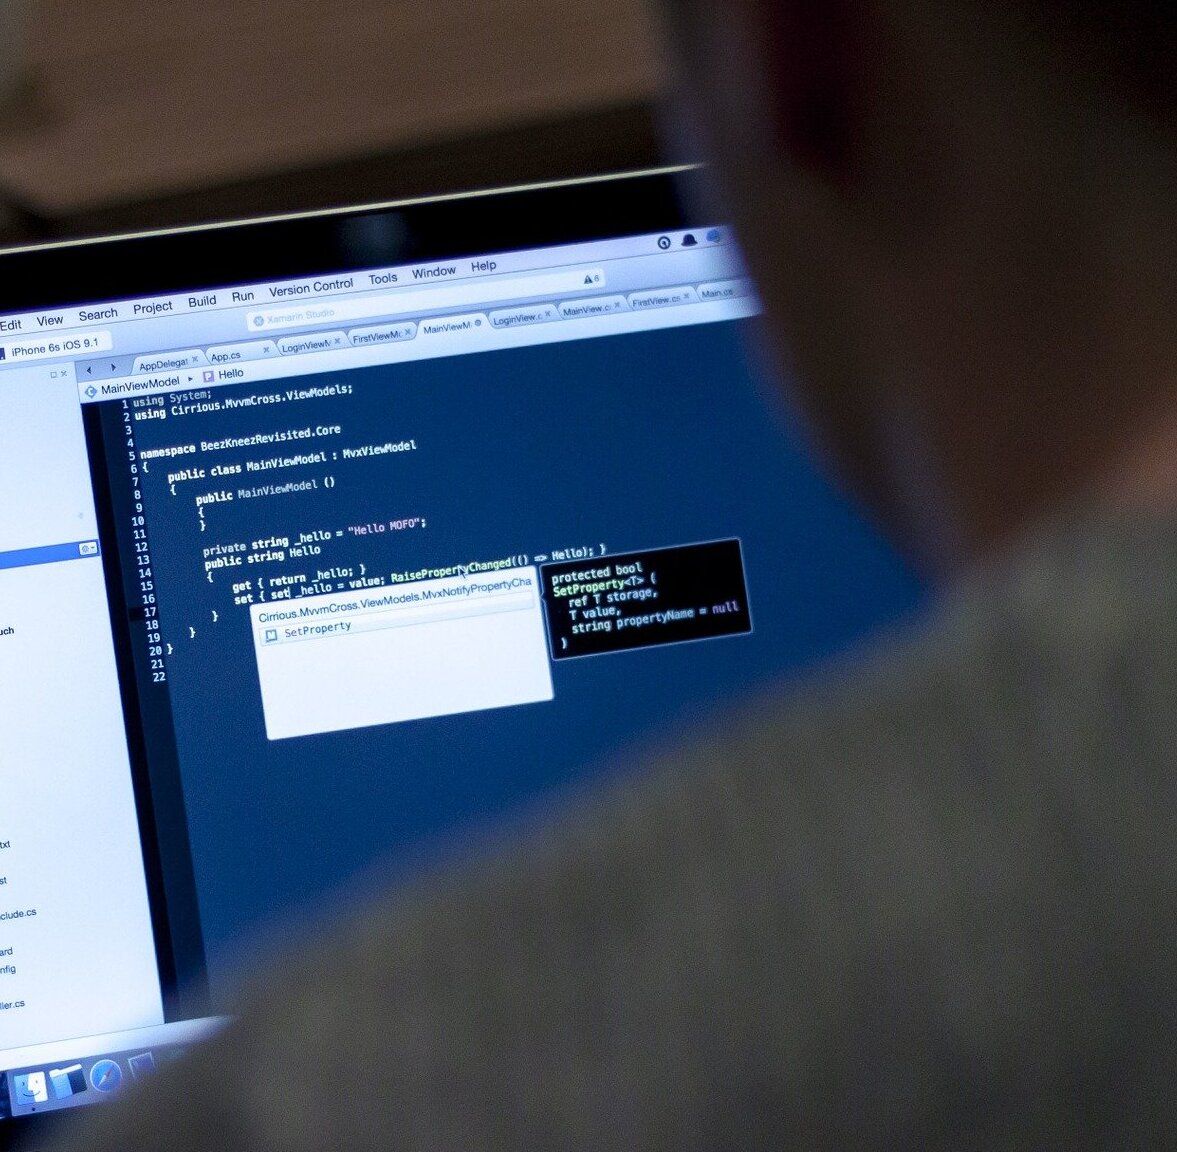 Edit View Search Project Build Run Version Control Tools Window Help
iPhone 6s iOS 9.1
Xamarin Studio
6
AppDelegat App.cs LoginViewM FirstViewM MainViewM LoginView.c MainView.c FirstView.cs Main.cs
MainViewModel Hello
1 using System;
2 using Cirrious.MvvmCross.ViewModels;
3
4
5 namespace BeezKneezRevisited.Core
6 {
7 public class MainViewModel : MvxViewModel
8 {
9 public MainViewModel ()
10 {
11 }
12
13 private string _hello = "Hello MOFO";
14 public string Hello
15 {
16 get { return _hello; }
17 set { set _hello = value; RaisePropertyChanged(() => Hello); }
18 }
19 }
20 }
21
22
Cirrious.MvvmCross.ViewModels.MvxNotifyPropertyCha
M SetProperty
protected bool
SetProperty<T> (
ref T storage,
T value,
string propertyName = null
)
uch
txt
st
clude.cs
ard
nfig
ller.cs